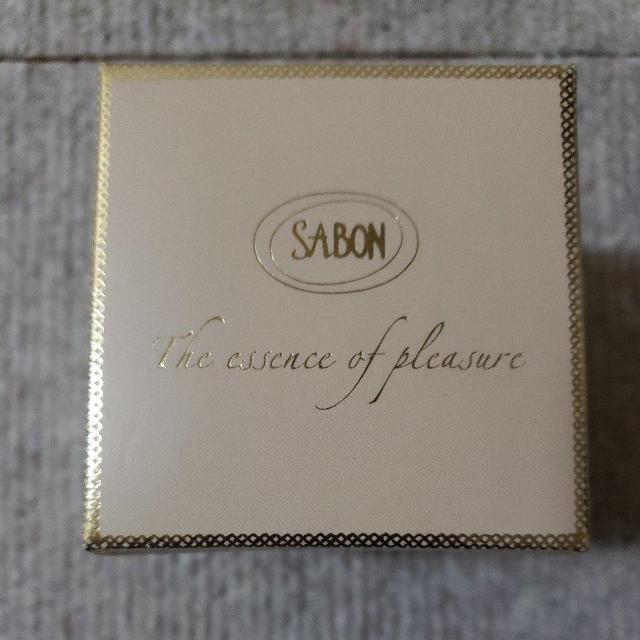 SABON
The essence of pleasure